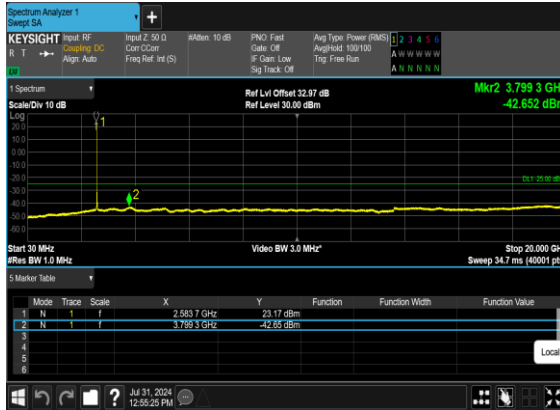 Spectrum Analyzer 1
Swept SA
+
KEYSIGHT
R T
LXI
Input: RF
Coupling: DC
Align: Auto
Input Z: 50 Ω
Corr CCorr
Freq Ref: Int (S)
#Atten: 10 dB
PNO: Fast
Gate: Off
IF Gain: Low
Sig Track: Off
Avg Type: Power (RMS)
Avg|Hold: 100/100
Trig: Free Run
1 2 3 4 5 6
A W W W W W
A N N N N N
1 Spectrum
Scale/Div 10 dB
Log
Ref Lvl Offset 32.97 dB
Ref Level 30.00 dBm
Mkr2 3.799 3 GH
-42.652 dBr
20.0
10.0
0.00
-10.0
-20.0
-30.0
-40.0
-50.0
-60.0
1
2
DL1 -25.00 dB
Start 30 MHz
#Res BW 1.0 MHz
Video BW 3.0 MHz*
Stop 20.000 GH
Sweep 34.7 ms (40001 pt
5 Marker Table
Mode Trace Scale X Y Function Function Width Function Value
1 N 1 f 2.583 7 GHz 23.17 dBm
2 N 1 f 3.799 3 GHz -42.65 dBm
3
4
5
6
Local
?
Jul 31, 2024
12:55:25 PM